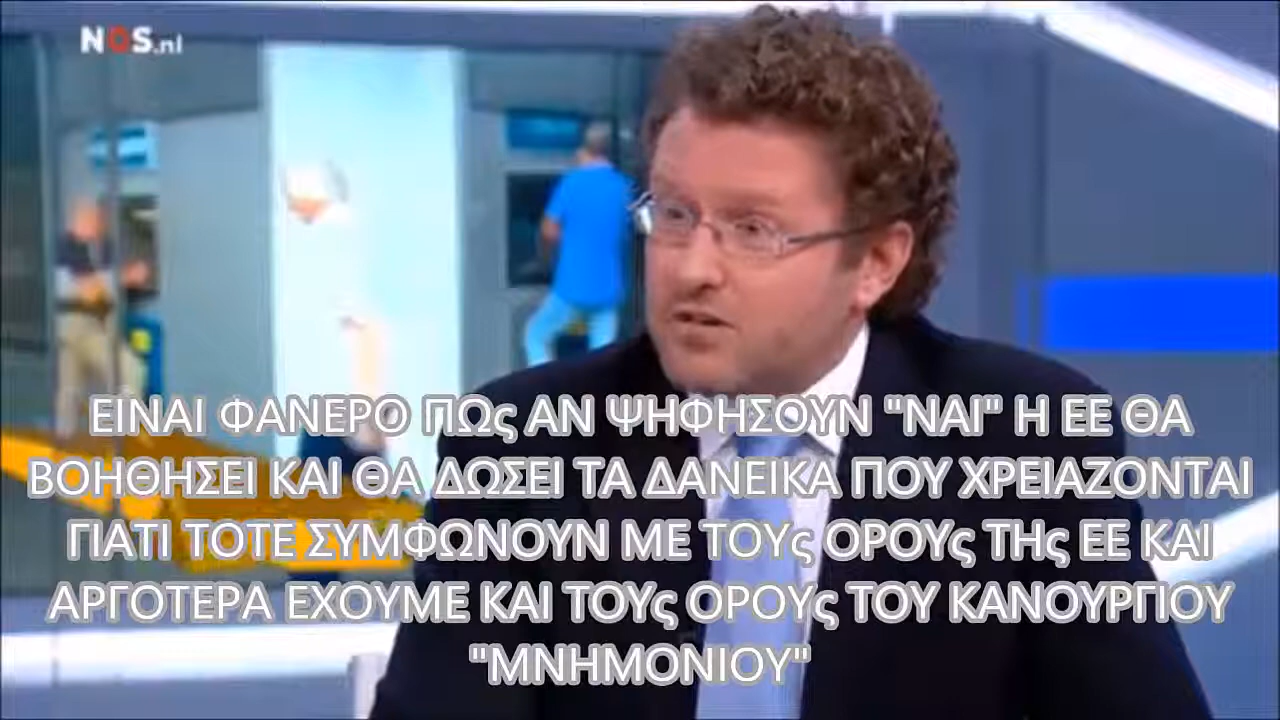 NOS.nl
ΕΙΝΑΙ ΦΑΝΕΡΟ ΠΩς ΑΝ ΨΗΦΗΣΟΥΝ "ΝΑΙ" Η ΕΕ ΘΑ
ΒΟΗΘΗΣΕΙ ΚΑΙ ΘΑ ΔΩΣΕΙ ΤΑ ΔΑΝΕΙΚΑ ΠΟΥ ΧΡΕΙΑΖΟΝΤΑΙ
ΓΙΑΤΙ ΤΟΤΕ ΣΥΜΦΩΝΟΥΝ ΜΕ ΤΟΥς ΟΡΟΥς ΤΗς ΕΕ ΚΑΙ
ΑΡΓΟΤΕΡΑ ΕΧΟΥΜΕ ΚΑΙ ΤΟΥς ΟΡΟΥς ΤΟΥ ΚΑΝΟΥΡΓΙΟΥ
"ΜΝΗΜΟΝΙΟΥ"